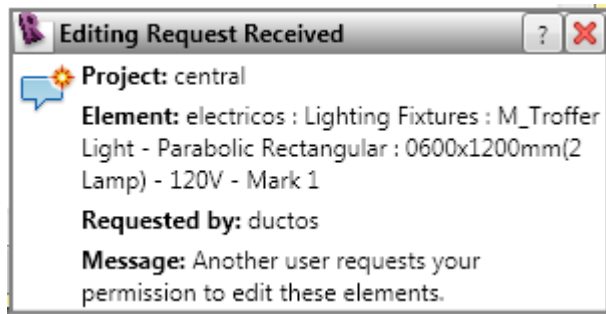 Editing Request Received
?
Project: central
Element: electricos : Lighting Fixtures : M_Troffer
Light - Parabolic Rectangular : 0600x1200mm(2
Lamp) - 120V - Mark 1
Requested by: ductos
Message: Another user requests your
permission to edit these elements.